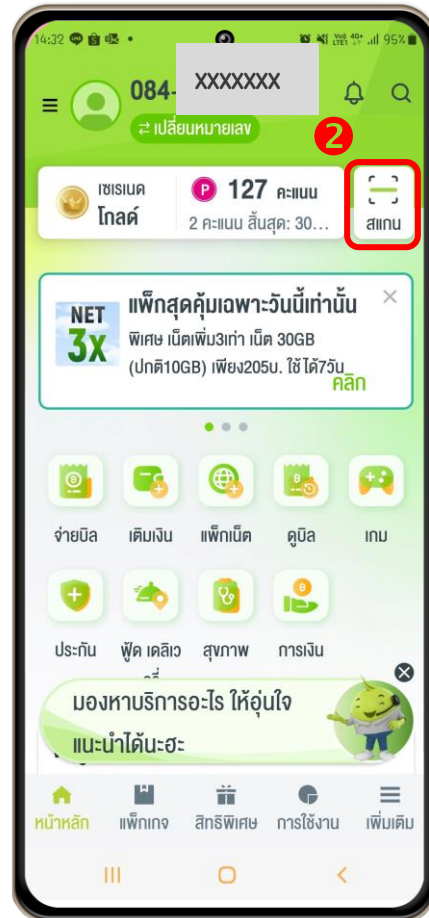 14:32
95%
084-
XXXXXXX
เปลี่ยนหมายเลข
2
เซเรเนด
โกลด์
P 127 คะแนน
2 คะแนน สิ้นสุด: 30...
สแกน
NET
3X
แพ็กสุดคุ้มเฉพาะวันนี้เท่านั้น
พิเศษ เน็ตเพิ่ม3เท่า เน็ต 30GB
(ปกติ10GB) เพียง205บ. ใช้ได้7วัน
คลิก
จ่ายบิล เติมเงิน แพ็กเน็ต ดูบิล เกม
ประกัน ฟู้ด เดลิเว สุขภาพ การเงิน
มองหาบริการอะไร ให้อุ่นใจ
แนะนำได้นะฮะ
หน้าหลัก แพ็กเกจ สิทธิพิเศษ การใช้งาน เพิ่มเติม